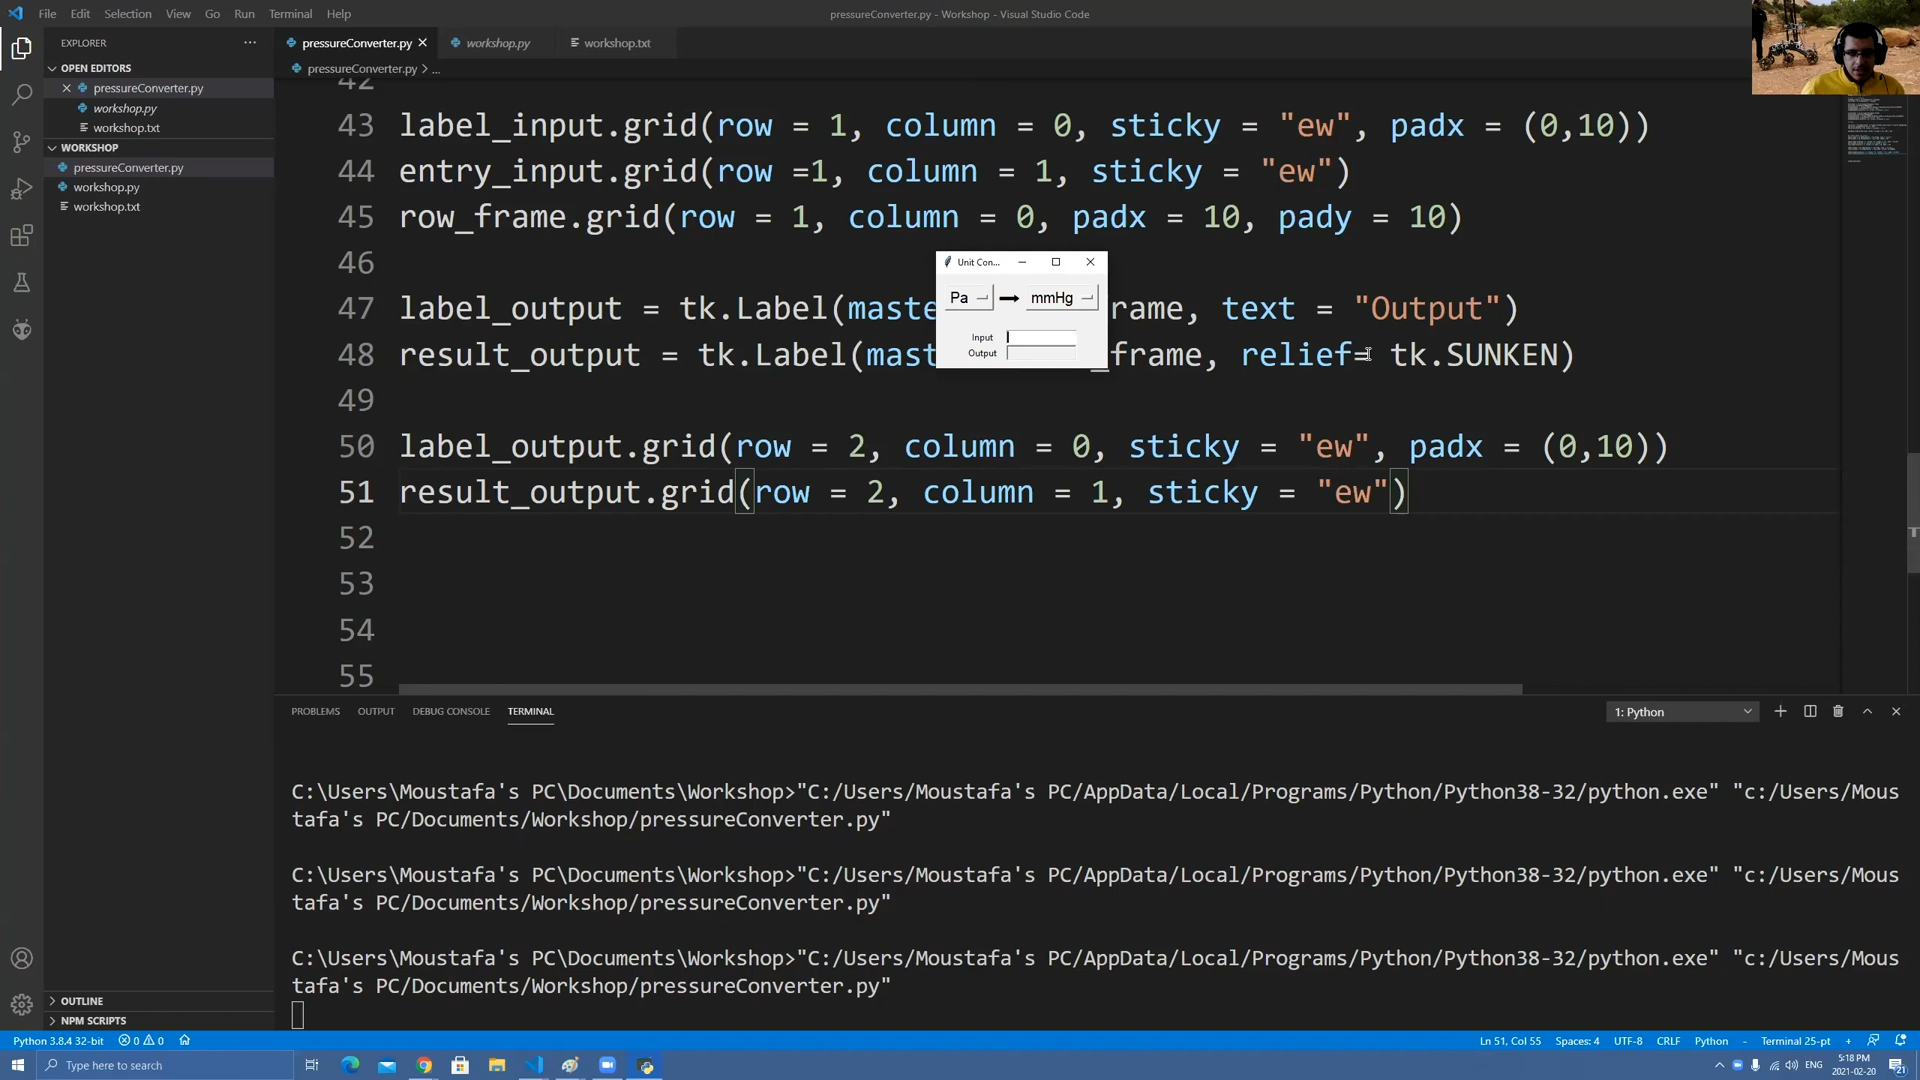 File Edit Selection View Go Run Terminal Help
pressureConverter.py - Workshop - Visual Studio Code
EXPLORER
OPEN EDITORS
pressureConverter.py
workshop.py
workshop.txt
WORKSHOP
pressureConverter.py
workshop.py
workshop.txt
OUTLINE
NPM SCRIPTS
pressureConverter.py
workshop.py
workshop.txt
pressureConverter.py > ...
42
43 label_input.grid(row = 1, column = 0, sticky = "ew", padx = (0,10))
44 entry_input.grid(row =1, column = 1, sticky = "ew")
45 row_frame.grid(row = 1, column = 0, padx = 10, pady = 10)
46
47 label_output = tk.Label(maste rame, text = "Output")
48 result_output = tk.Label(mast _frame, relief= tk.SUNKEN)
49
50 label_output.grid(row = 2, column = 0, sticky = "ew", padx = (0,10))
51 result_output.grid(row = 2, column = 1, sticky = "ew")
52
53
54
55
Unit Con...
Pa mmHg
Input
Output
PROBLEMS OUTPUT DEBUG CONSOLE TERMINAL
1: Python
C:\Users\Moustafa's PC\Documents\Workshop>"C:/Users/Moustafa's PC/AppData/Local/Programs/Python/Python38-32/python.exe" "c:/Users/Mous
tafa's PC/Documents/Workshop/pressureConverter.py"
C:\Users\Moustafa's PC\Documents\Workshop>"C:/Users/Moustafa's PC/AppData/Local/Programs/Python/Python38-32/python.exe" "c:/Users/Mous
tafa's PC/Documents/Workshop/pressureConverter.py"
C:\Users\Moustafa's PC\Documents\Workshop>"C:/Users/Moustafa's PC/AppData/Local/Programs/Python/Python38-32/python.exe" "c:/Users/Mous
tafa's PC/Documents/Workshop/pressureConverter.py"
Python 3.8.4 32-bit 0 0
Ln 51, Col 55 Spaces: 4 UTF-8 CRLF Python - Terminal 25-pt +
Type here to search
ENG
5:18 PM
2021-02-20
21